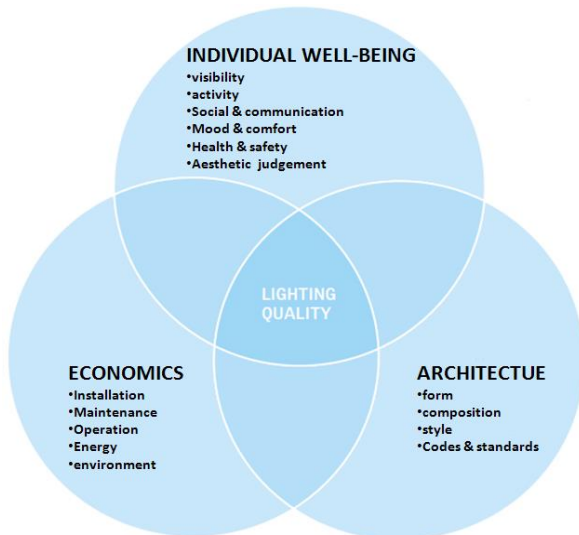 INDIVIDUAL WELL-BEING
•visibility
•activity
•Social & communication
•Mood & comfort
•Health & safety
•Aesthetic judgement
LIGHTING
QUALITY
ECONOMICS
•Installation
•Maintenance
•Operation
•Energy
•environment
ARCHITECTUE
•form
•composition
•style
•Codes & standards